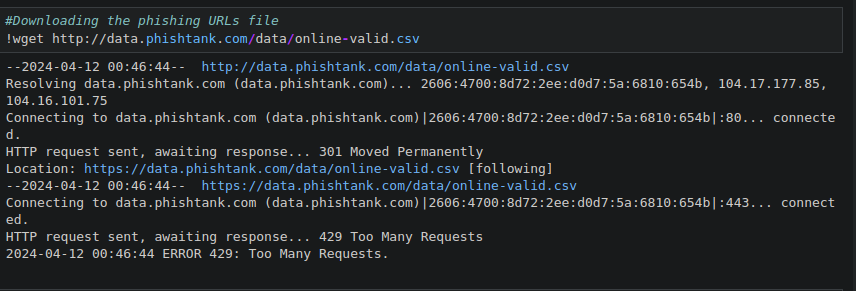 #Downloading the phishing URLs file
!wget http://data.phishtank.com/data/online-valid.csv
--2024-04-12 00:46:44--  http://data.phishtank.com/data/online-valid.csv
Resolving data.phishtank.com (data.phishtank.com)... 2606:4700:8d72:2ee:d0d7:5a:6810:654b, 104.17.177.85,
104.16.101.75
Connecting to data.phishtank.com (data.phishtank.com)|2606:4700:8d72:2ee:d0d7:5a:6810:654b|:80... connecte
d.
HTTP request sent, awaiting response... 301 Moved Permanently
Location: https://data.phishtank.com/data/online-valid.csv [following]
--2024-04-12 00:46:44--  https://data.phishtank.com/data/online-valid.csv
Connecting to data.phishtank.com (data.phishtank.com)|2606:4700:8d72:2ee:d0d7:5a:6810:654b|:443... connect
ed.
HTTP request sent, awaiting response... 429 Too Many Requests
2024-04-12 00:46:44 ERROR 429: Too Many Requests.